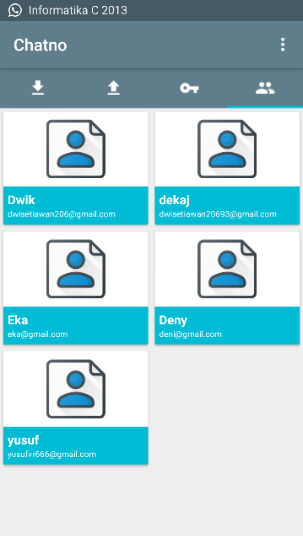 Informatika C 2013
Chatno
Dwik
dwisetiawan206@gmail.com
dekaj
dwisetiawan20693@gmail.com
Eka
eka@gmail.com
Deny
deni@gmail.com
yusuf
yusufvr666@gmail.com